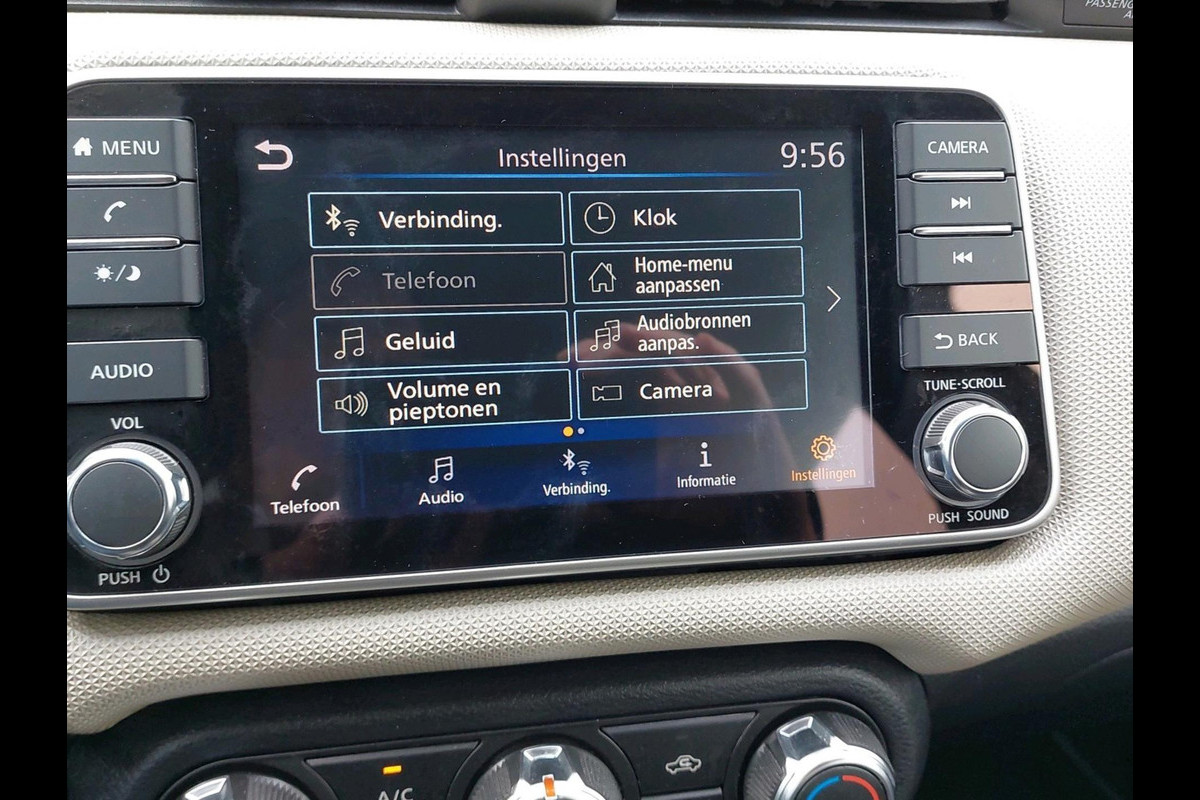 PASSENG
MENU
AUDIO
VOL
PUSH
Instellingen
9:56
Verbinding.
Klok
Telefoon
Home-menu
aanpassen
Geluid
Audiobronnen
aanpas.
Volume en
pieptonen
Camera
Telefoon
Audio
Verbinding.
Informatie
Instellingen
CAMERA
BACK
TUNE·SCROLL
PUSH SOUND
A/C